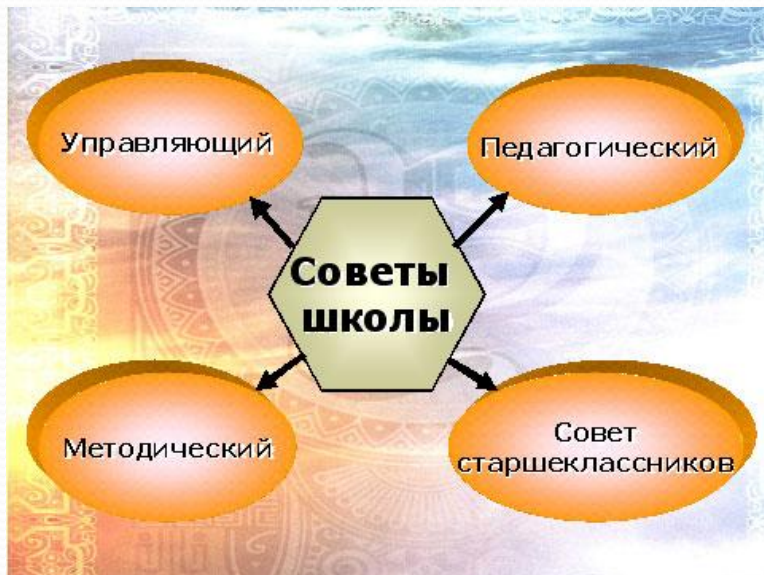 Управляющий
Педагогический
Советы
школы
Методический
Совет
старшеклассников